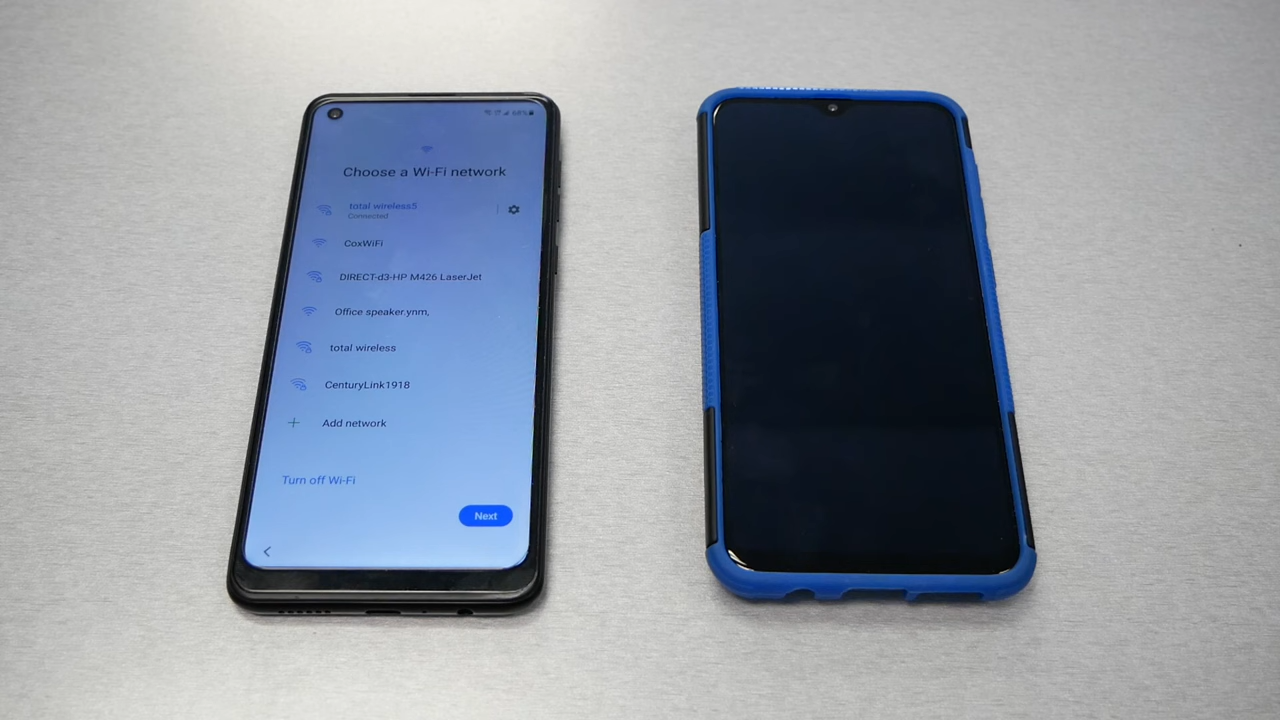 68%
Choose a Wi-Fi network
total wireless5
Connected
CoxWiFi
DIRECT-d3-HP M426 LaserJet
Office speaker.ynm,
total wireless
CenturyLink1918
Add network
Turn off Wi-Fi
Next